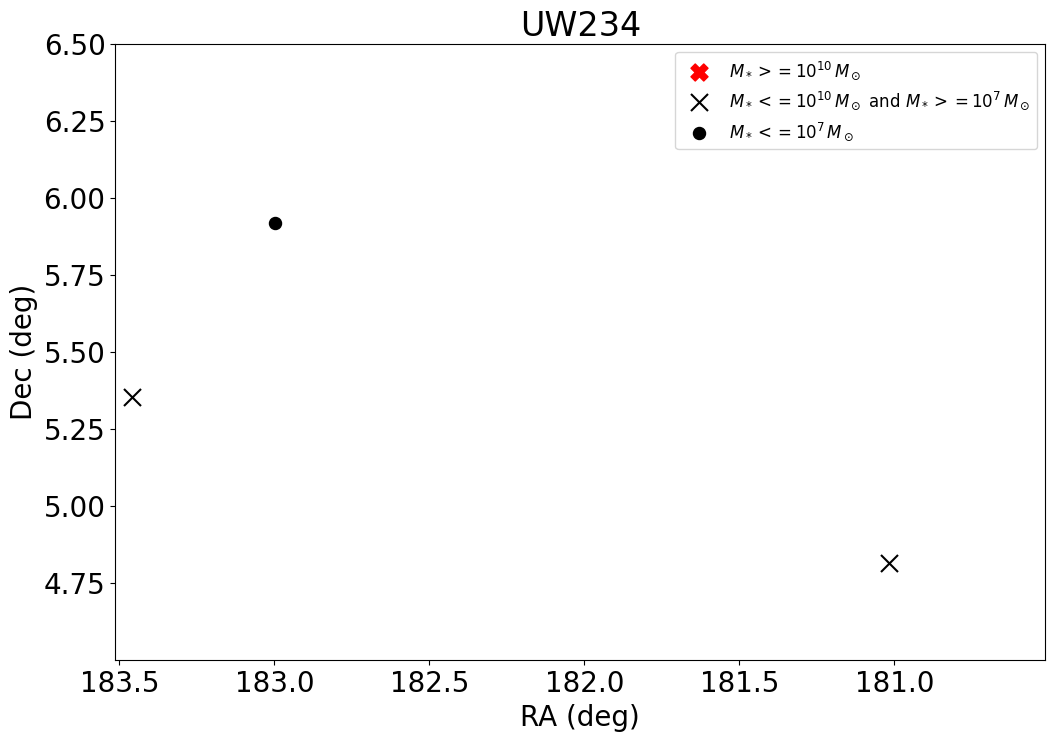 UW234
6.50
6.25
6.00
5.75
5.50
5.25
5.00
4.75
Dec (deg)
183.5 183.0 182.5 182.0 181.5 181.0
RA (deg)
M* >= 10^10 M⊙
M* <= 10^10 M⊙ and M* >= 10^7 M⊙
M* <= 10^7 M⊙